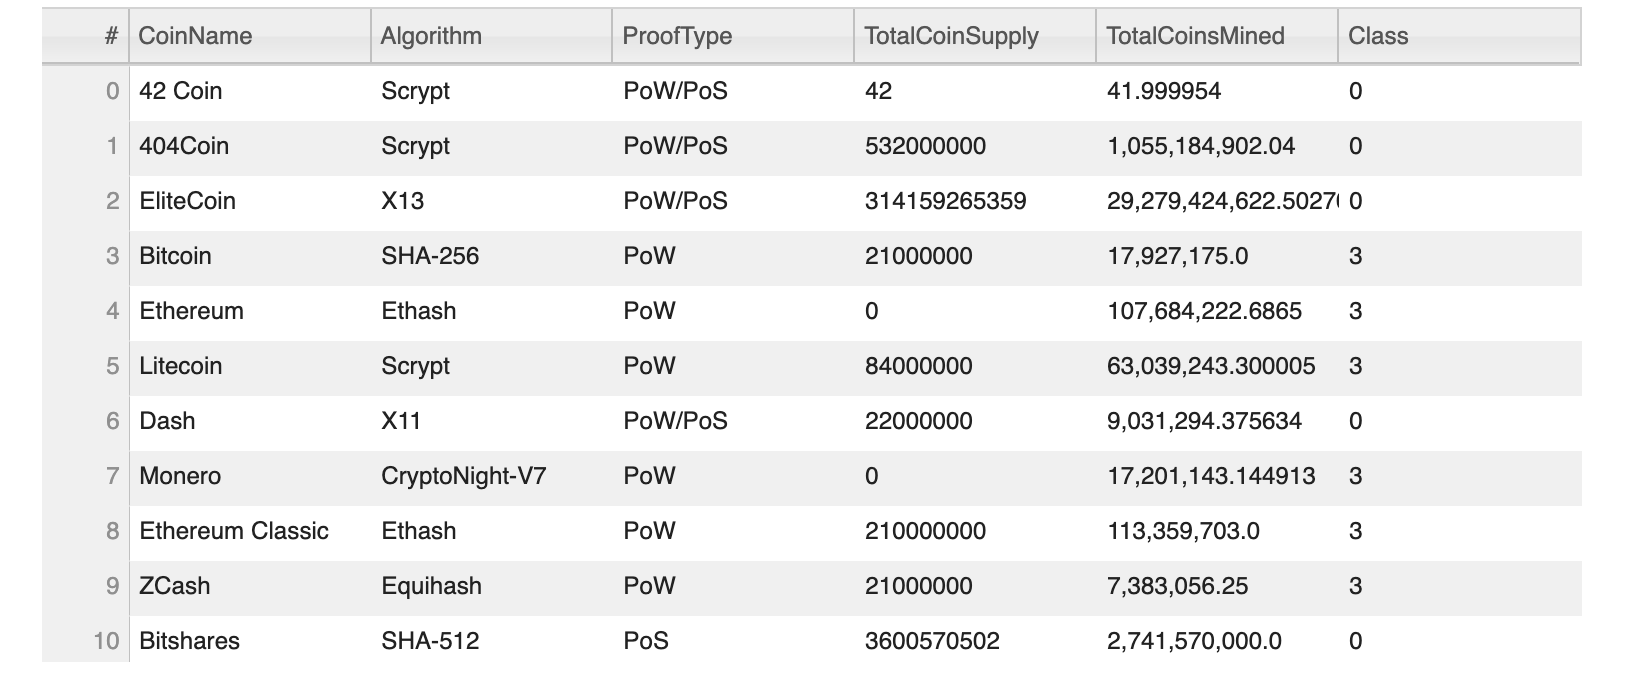 # CoinName Algorithm ProofType TotalCoinSupply TotalCoinsMined Class
0 42 Coin Scrypt PoW/PoS 42 41.999954 0
1 404Coin Scrypt PoW/PoS 532000000 1,055,184,902.04 0
2 EliteCoin X13 PoW/PoS 314159265359 29,279,424,622.5027 0
3 Bitcoin SHA-256 PoW 21000000 17,927,175.0 3
4 Ethereum Ethash PoW 0 107,684,222.6865 3
5 Litecoin Scrypt PoW 84000000 63,039,243.300005 3
6 Dash X11 PoW/PoS 22000000 9,031,294.375634 0
7 Monero CryptoNight-V7 PoW 0 17,201,143.144913 3
8 Ethereum Classic Ethash PoW 210000000 113,359,703.0 3
9 ZCash Equihash PoW 21000000 7,383,056.25 3
10 Bitshares SHA-512 PoS 3600570502 2,741,570,000.0 0